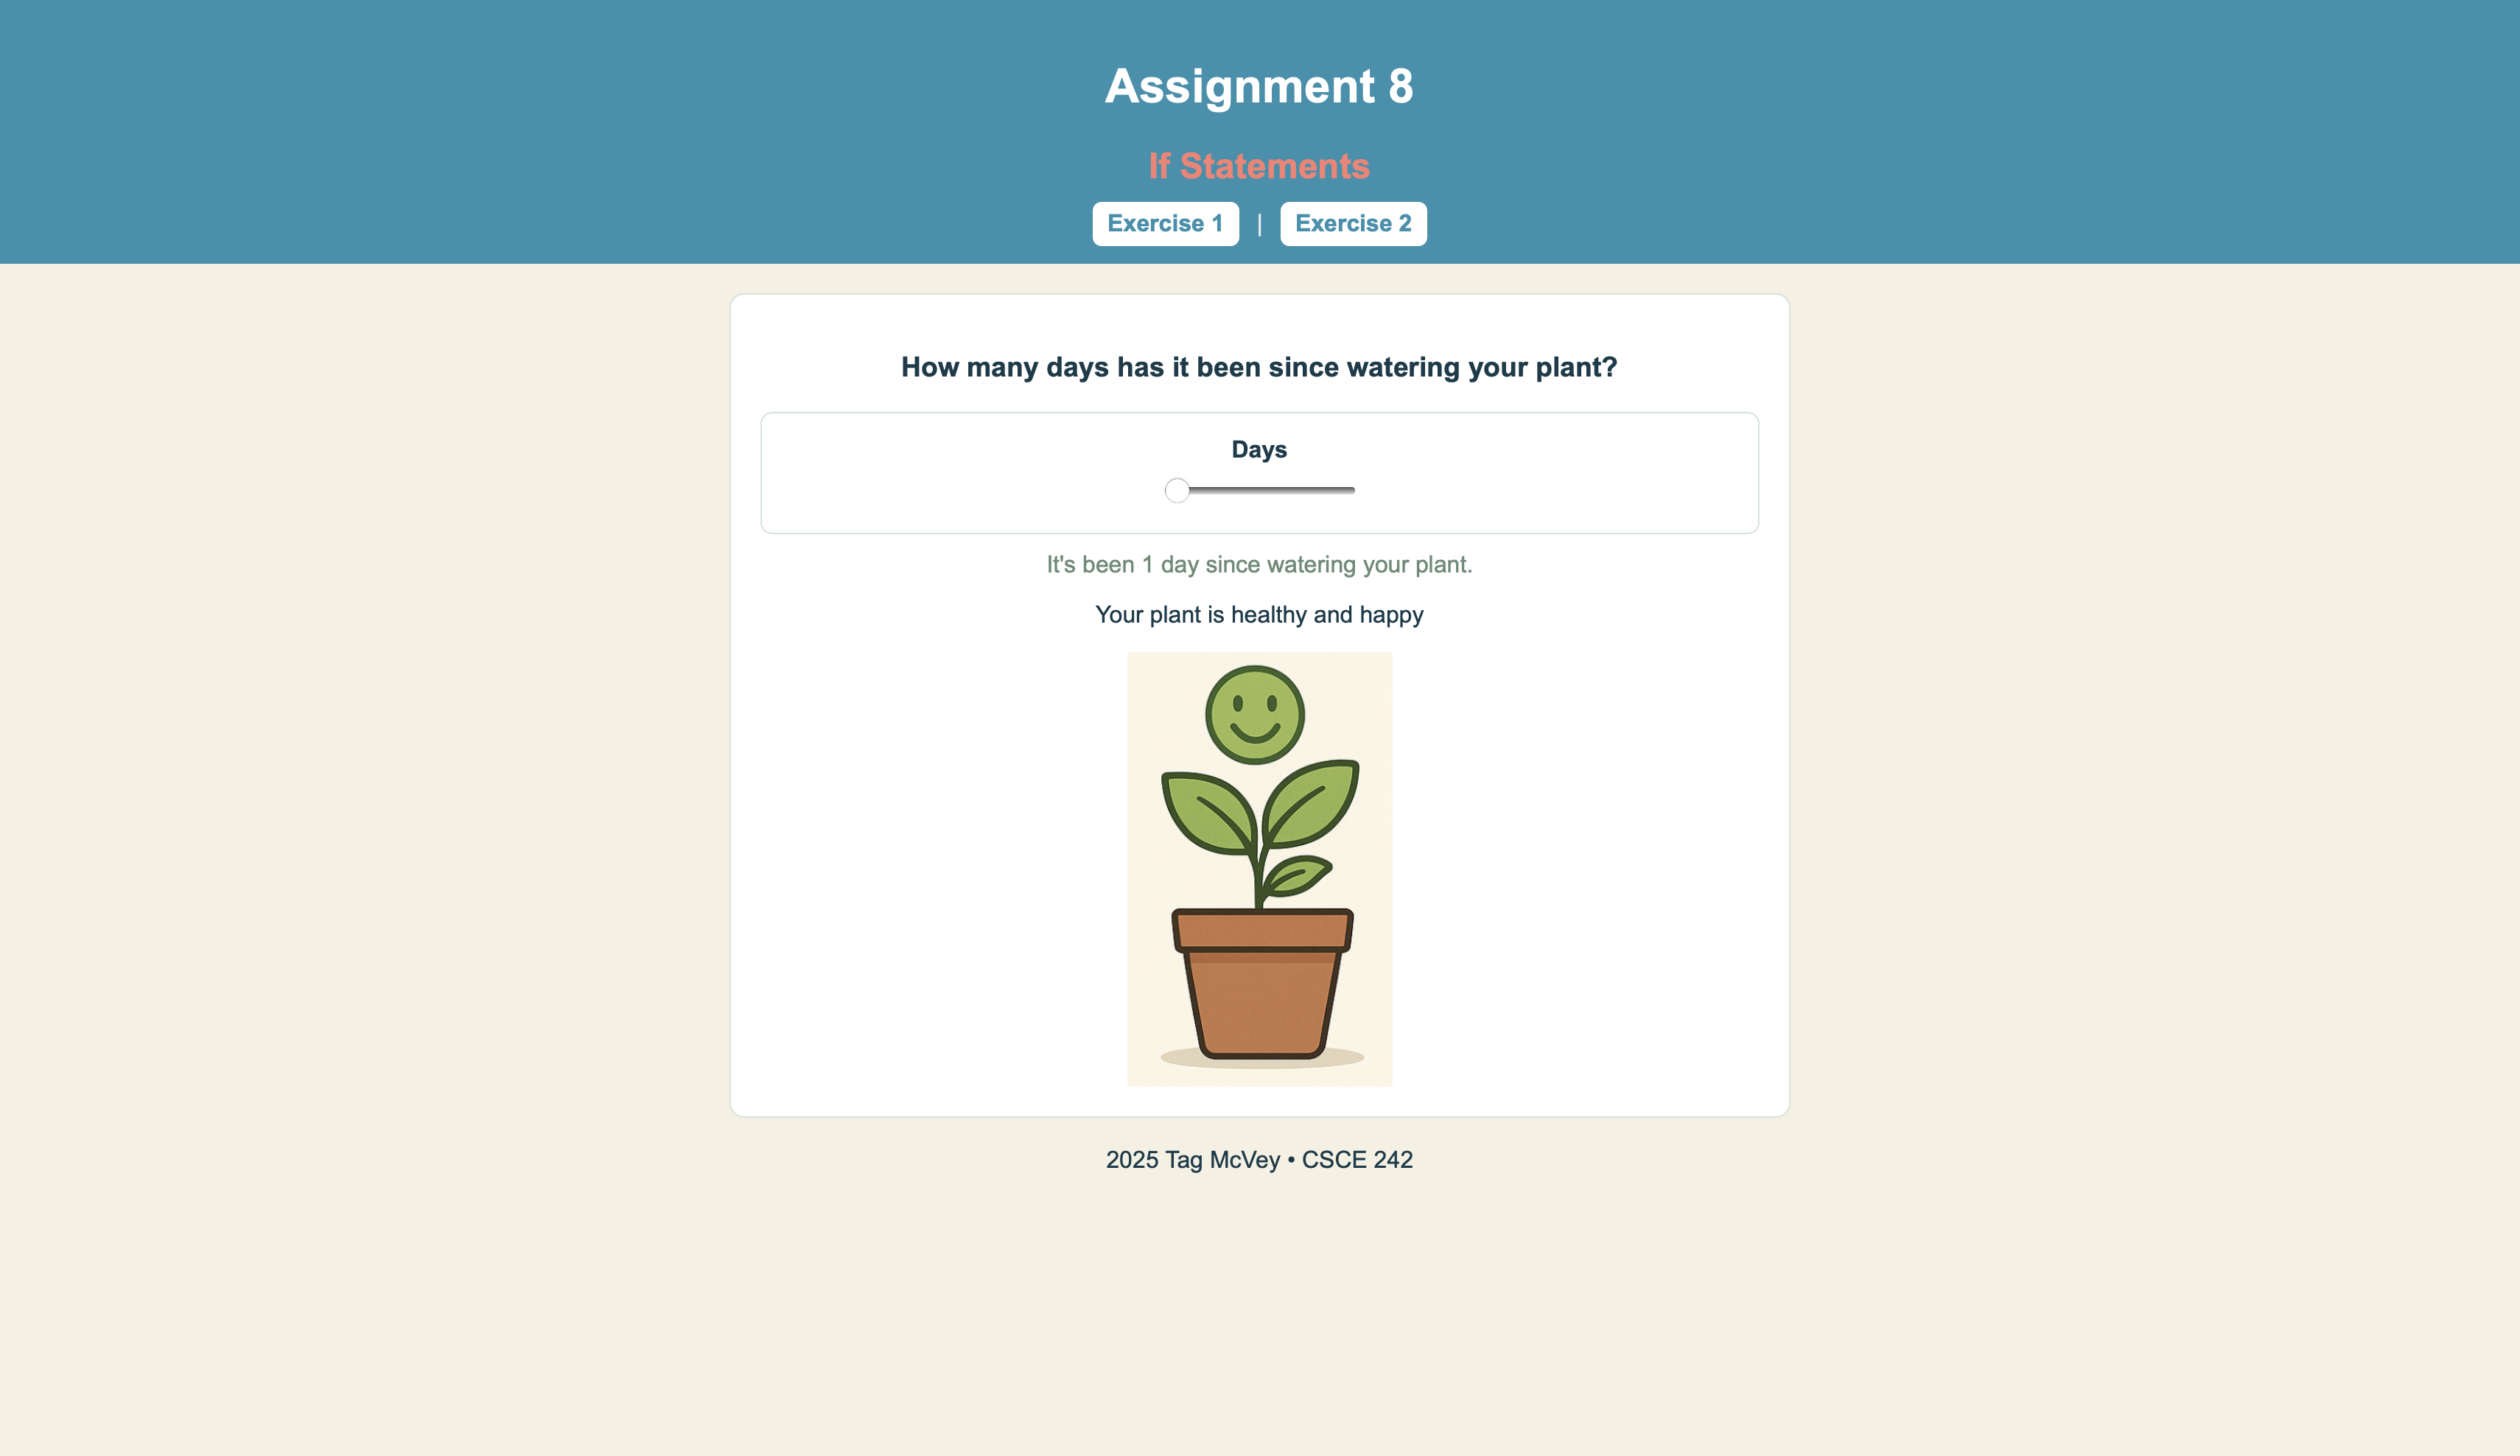 Assignment 8
If Statements
Exercise 1 | Exercise 2
How many days has it been since watering your plant?
Days
It's been 1 day since watering your plant.
Your plant is healthy and happy
2025 Tag McVey • CSCE 242